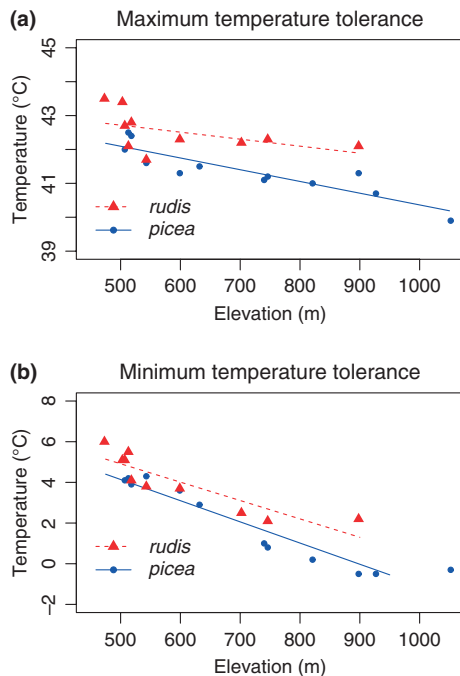 (a) Maximum temperature tolerance
45
43
41
39
Temperature (°C)
rudis
picea
500 600 700 800 900 1000
Elevation (m)
(b) Minimum temperature tolerance
8
6
4
2
0
−2
Temperature (°C)
rudis
picea
500 600 700 800 900 1000
Elevation (m)